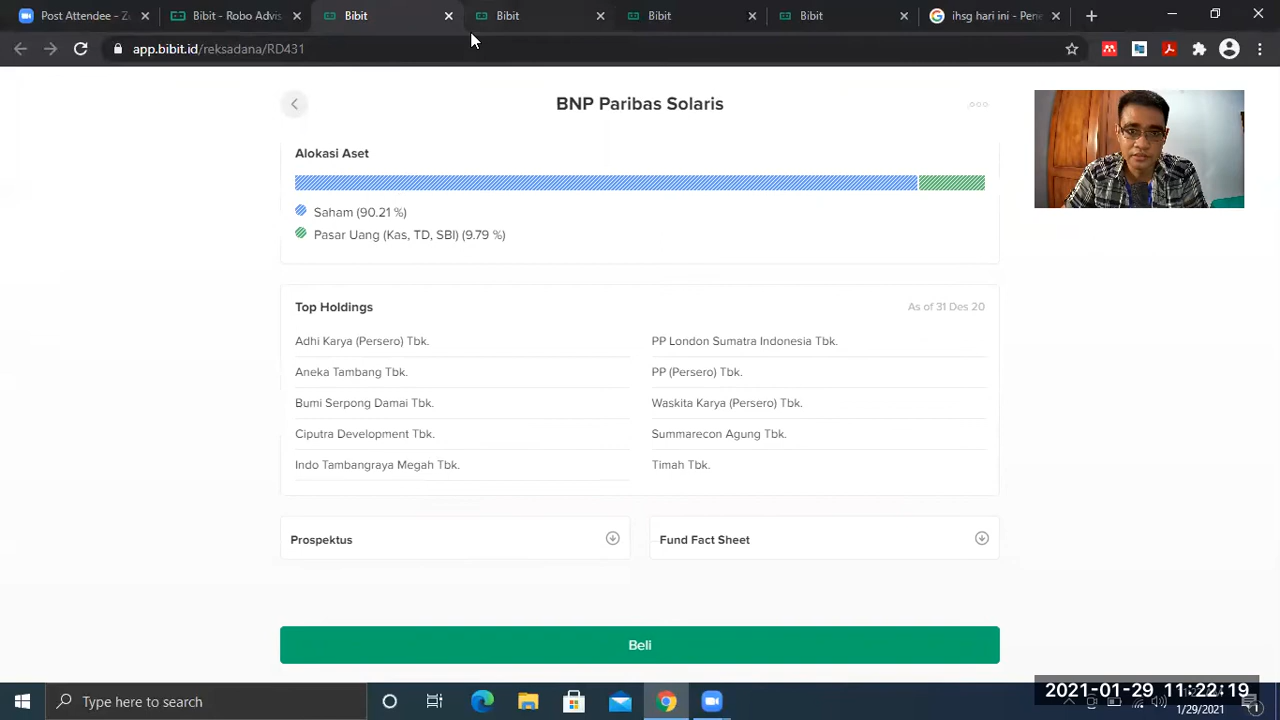 Post Attendee - Z
Bibit - Robo Advis
Bibit
Bibit
Bibit
Bibit
ihsg hari ini - Pene
app.bibit.id/reksadana/RD431
BNP Paribas Solaris
Alokasi Aset
Saham (90.21 %)
Pasar Uang (Kas, TD, SBI) (9.79 %)
Top Holdings
As of 31 Des 20
Adhi Karya (Persero) Tbk.
PP London Sumatra Indonesia Tbk.
Aneka Tambang Tbk.
PP (Persero) Tbk.
Bumi Serpong Damai Tbk.
Waskita Karya (Persero) Tbk.
Ciputra Development Tbk.
Summarecon Agung Tbk.
Indo Tambangraya Megah Tbk.
Timah Tbk.
Prospektus
Fund Fact Sheet
Beli
Type here to search
2021-01-29 11:22:19
1/29/2021